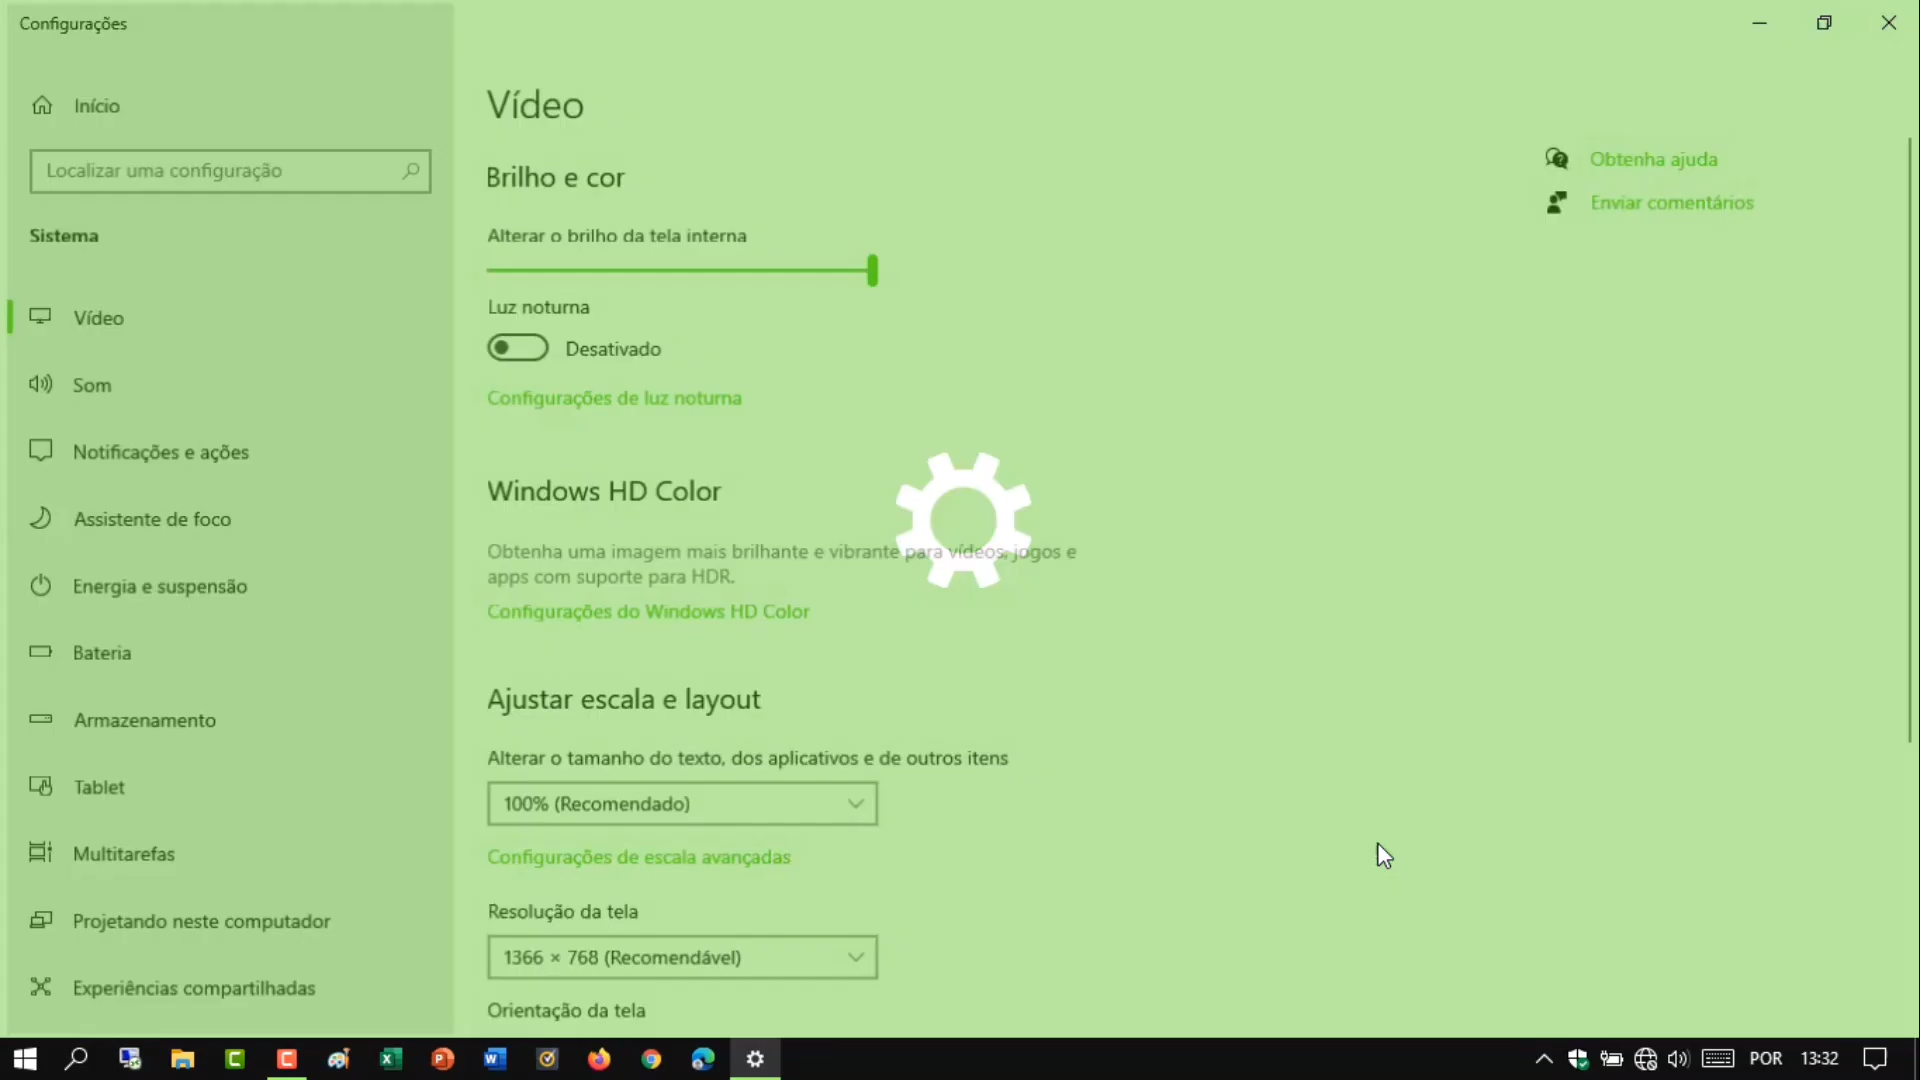 Configurações
Início
Localizar uma configuração
Sistema
Vídeo
Som
Notificações e ações
Assistente de foco
Energia e suspensão
Bateria
Armazenamento
Tablet
Multitarefas
Projetando neste computador
Experiências compartilhadas
Vídeo
Brilho e cor
Alterar o brilho da tela interna
Luz noturna
Desativado
Configurações de luz noturna
Windows HD Color
Obtenha uma imagem mais brilhante e vibrante para vídeos, jogos e
apps com suporte para HDR.
Configurações do Windows HD Color
Ajustar escala e layout
Alterar o tamanho do texto, dos aplicativos e de outros itens
100% (Recomendado)
Configurações de escala avançadas
Resolução da tela
1366 × 768 (Recomendável)
Orientação da tela
Obtenha ajuda
Enviar comentários
POR
13:32